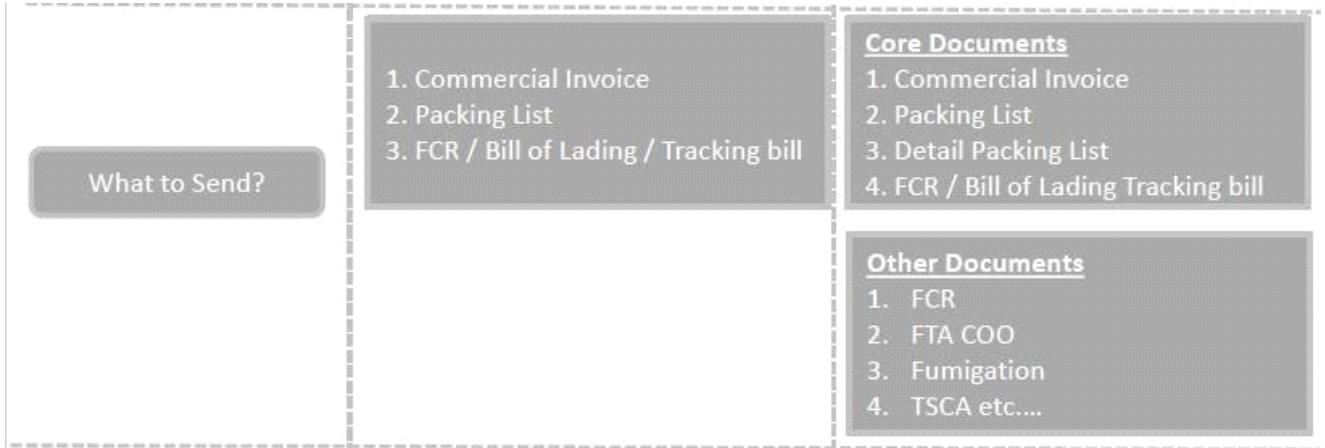 What to Send?
1. Commercial Invoice
2. Packing List
3. FCR / Bill of Lading / Tracking bill
Core Documents
1. Commercial Invoice
2. Packing List
3. Detail Packing List
4. FCR / Bill of Lading Tracking bill
Other Documents
1. FCR
2. FTA COO
3. Fumigation
4. TSCA etc....